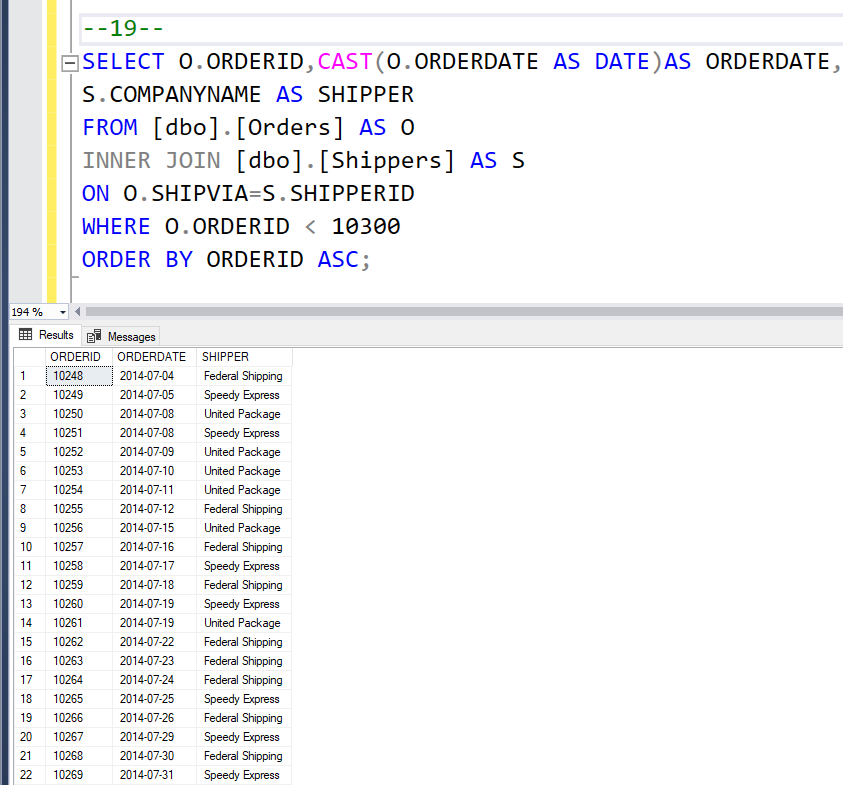 --19--
SELECT O.ORDERID,CAST(O.ORDERDATE AS DATE)AS ORDERDATE,
S.COMPANYNAME AS SHIPPER
FROM [dbo].[Orders] AS O
INNER JOIN [dbo].[Shippers] AS S
ON O.SHIPVIA=S.SHIPPERID
WHERE O.ORDERID < 10300
ORDER BY ORDERID ASC;
194 %
Results Messages
ORDERID ORDERDATE SHIPPER
1 10248 2014-07-04 Federal Shipping
2 10249 2014-07-05 Speedy Express
3 10250 2014-07-08 United Package
4 10251 2014-07-08 Speedy Express
5 10252 2014-07-09 United Package
6 10253 2014-07-10 United Package
7 10254 2014-07-11 United Package
8 10255 2014-07-12 Federal Shipping
9 10256 2014-07-15 United Package
10 10257 2014-07-16 Federal Shipping
11 10258 2014-07-17 Speedy Express
12 10259 2014-07-18 Federal Shipping
13 10260 2014-07-19 Speedy Express
14 10261 2014-07-19 United Package
15 10262 2014-07-22 Federal Shipping
16 10263 2014-07-23 Federal Shipping
17 10264 2014-07-24 Federal Shipping
18 10265 2014-07-25 Speedy Express
19 10266 2014-07-26 Federal Shipping
20 10267 2014-07-29 Speedy Express
21 10268 2014-07-30 Federal Shipping
22 10269 2014-07-31 Speedy Express